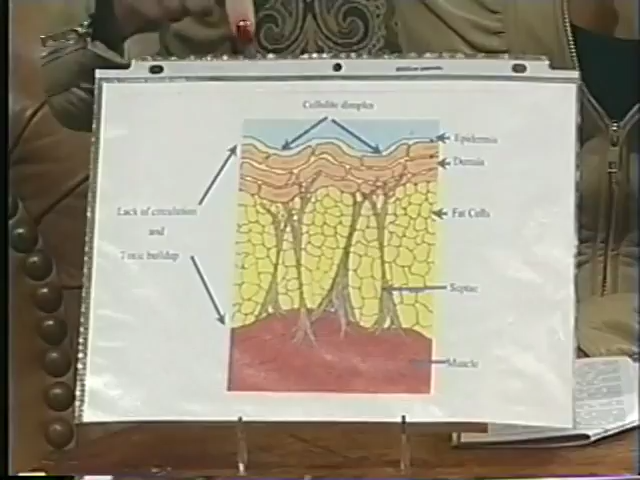 Cellulite dimples
Epidermis
Dermis
Lack of circulation
and
Toxic buildup
Fat Cells
Septae
Muscle